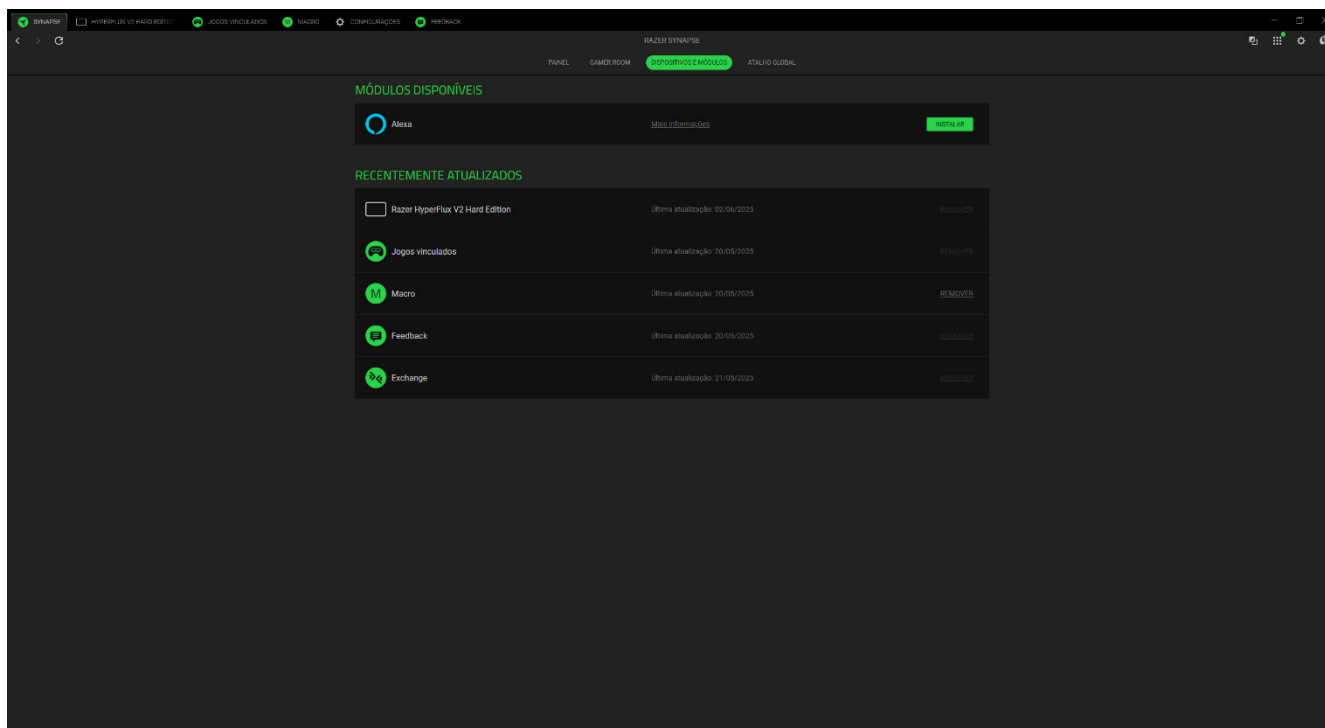 SYNAPSE HYPERFLUX V2 HARD EDITIO JOGOS VINCULADOS M MACRO CONFIGURAÇÕES FEEDBACK
RAZER SYNAPSE
PAINEL GAMER ROOM DISPOSITIVOS E MÓDULOS ATALHO GLOBAL
MÓDULOS DISPONÍVEIS
Alexa Mais informações INSTALAR
RECENTEMENTE ATUALIZADOS
Razer HyperFlux V2 Hard Edition Última atualização: 02/06/2025 REMOVER
Jogos vinculados Última atualização: 20/05/2025 REMOVER
M Macro Última atualização: 20/05/2025 REMOVER
Feedback Última atualização: 20/05/2025 REMOVER
Exchange Última atualização: 21/05/2025 REMOVER